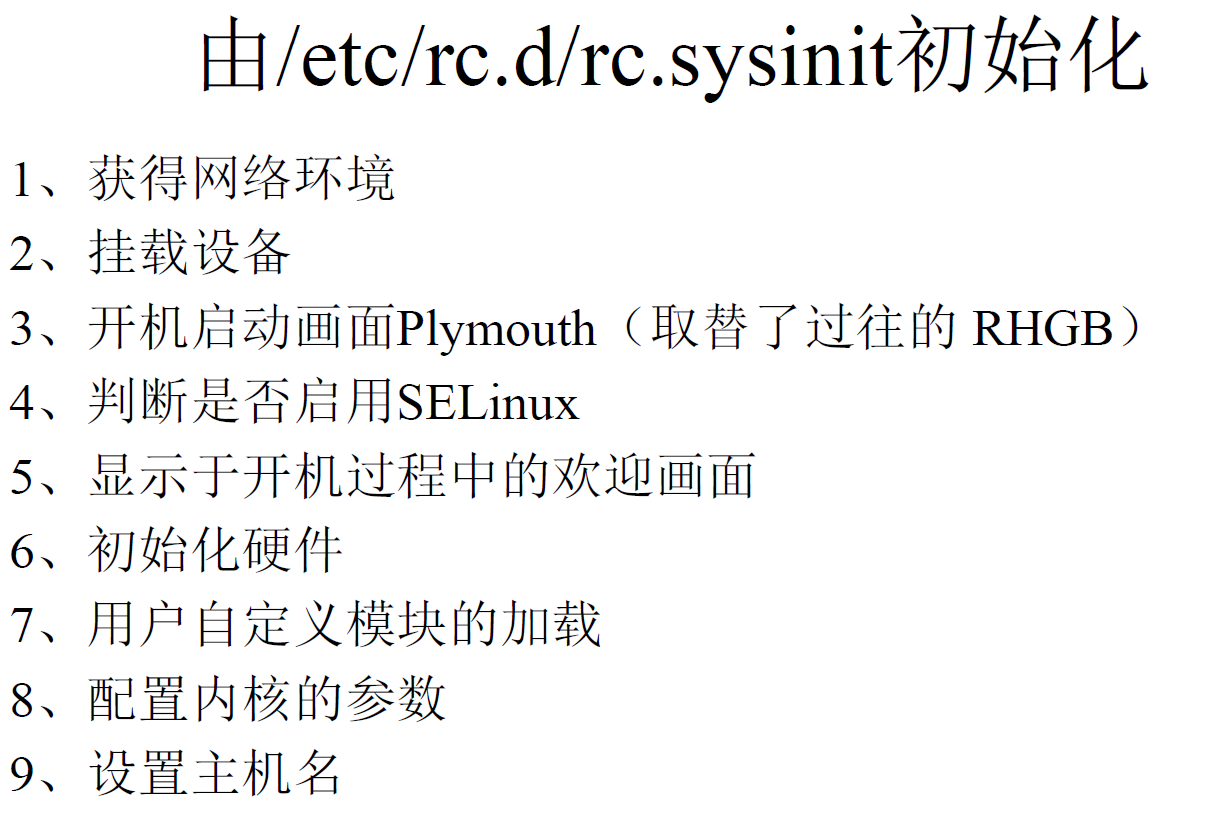 由/etc/rc.d/rc.sysinit初始化
1、获得网络环境
2、挂载设备
3、开机启动画面Plymouth（取替了过往的 RHGB）
4、判断是否启用SELinux
5、显示于开机过程中的欢迎画面
6、初始化硬件
7、用户自定义模块的加载
8、配置内核的参数
9、设置主机名